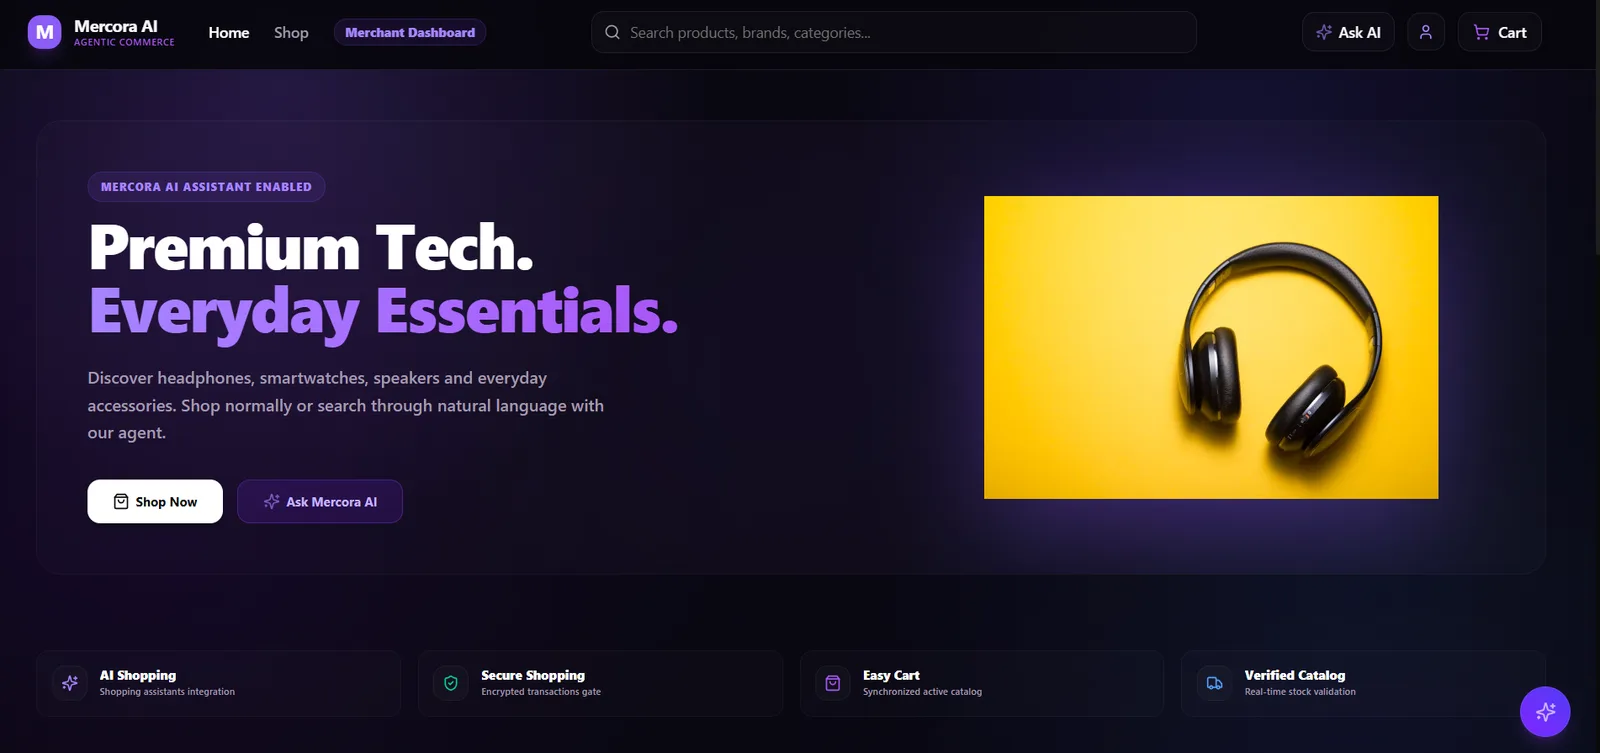 M
Mercora AI
AGENTIC COMMERCE
Home
Shop
Merchant Dashboard
Search products, brands, categories...
Ask AI
Cart
MERCORA AI ASSISTANT ENABLED
Premium Tech.
Everyday Essentials.
Discover headphones, smartwatches, speakers and everyday
accessories. Shop normally or search through natural language with
our agent.
Shop Now
Ask Mercora AI
AI Shopping
Shopping assistants integration
Secure Shopping
Encrypted transactions gate
Easy Cart
Synchronized active catalog
Verified Catalog
Real-time stock validation